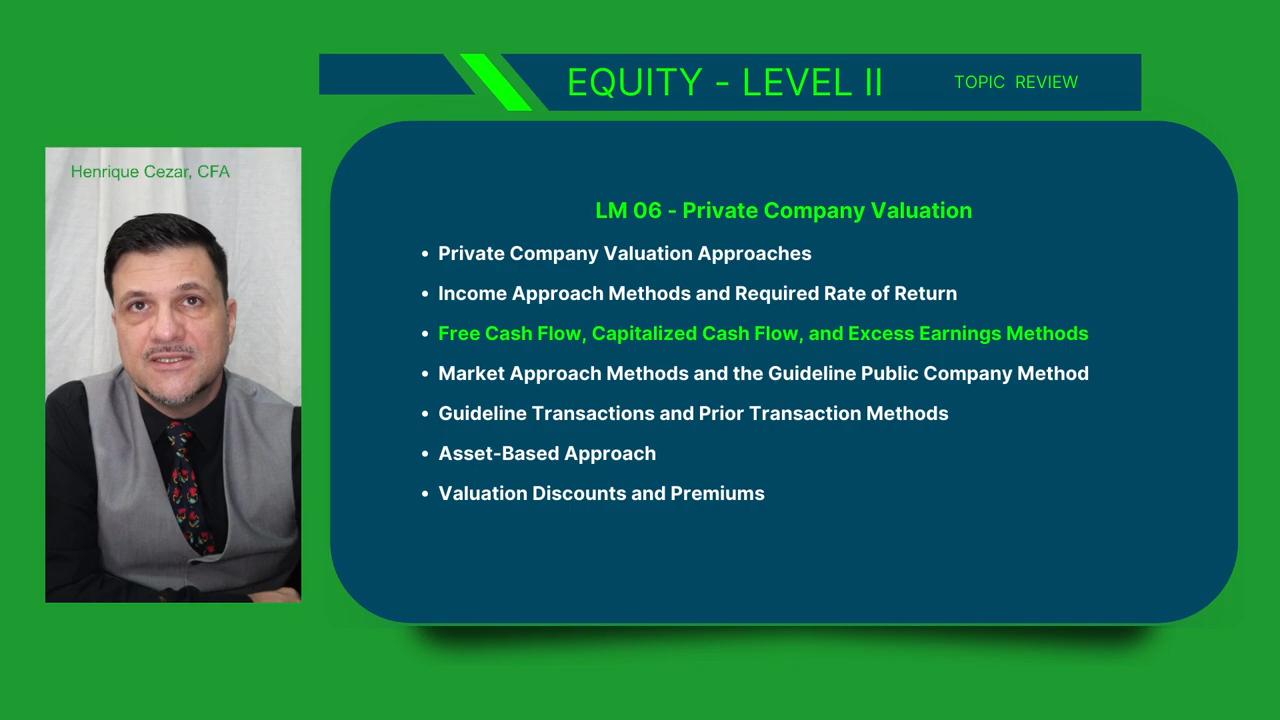 EQUITY - LEVEL II
TOPIC REVIEW
Henrique Cezar, CFA
LM 06 - Private Company Valuation
• Private Company Valuation Approaches
• Income Approach Methods and Required Rate of Return
• Free Cash Flow, Capitalized Cash Flow, and Excess Earnings Methods
• Market Approach Methods and the Guideline Public Company Method
• Guideline Transactions and Prior Transaction Methods
• Asset-Based Approach
• Valuation Discounts and Premiums